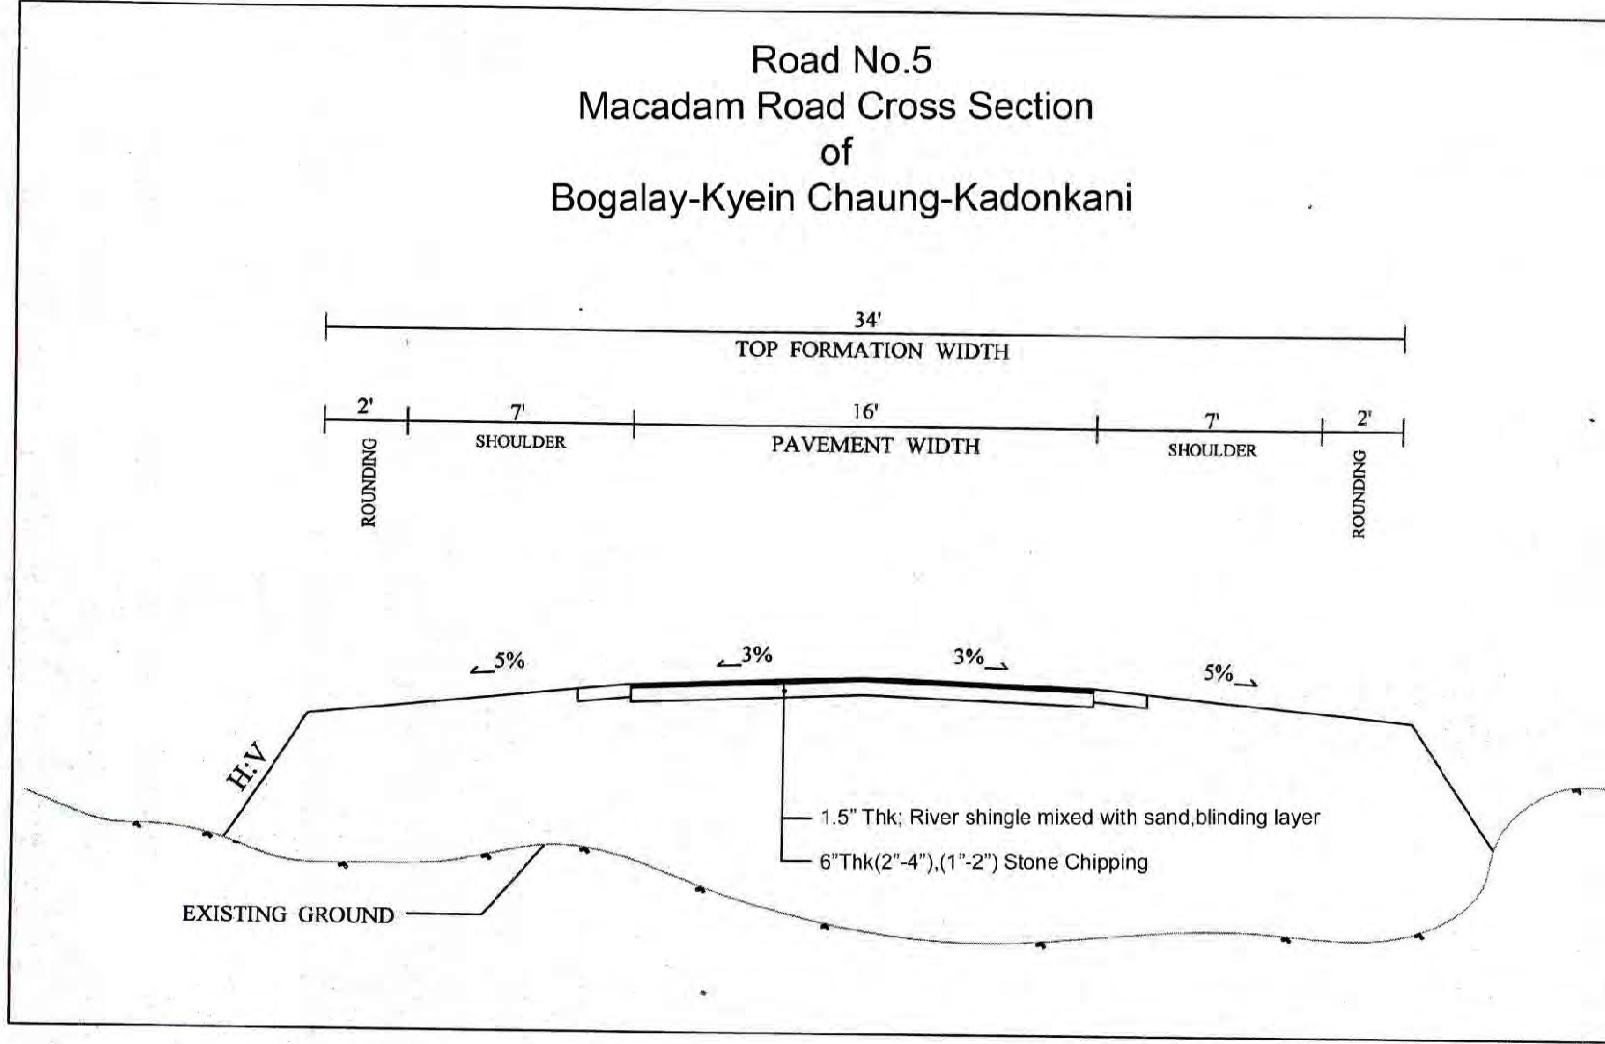 Road No.5
Macadam Road Cross Section
of
Bogalay-Kyein Chaung-Kadonkani
34'
TOP FORMATION WIDTH
2'
7'
16'
7'
2'
ROUNDING
SHOULDER
PAVEMENT WIDTH
SHOULDER
ROUNDING
5%
3%
3%
5%
H:V
1.5" Thk; River shingle mixed with sand,blinding layer
6"Thk(2"-4"),(1"-2") Stone Chipping
EXISTING GROUND